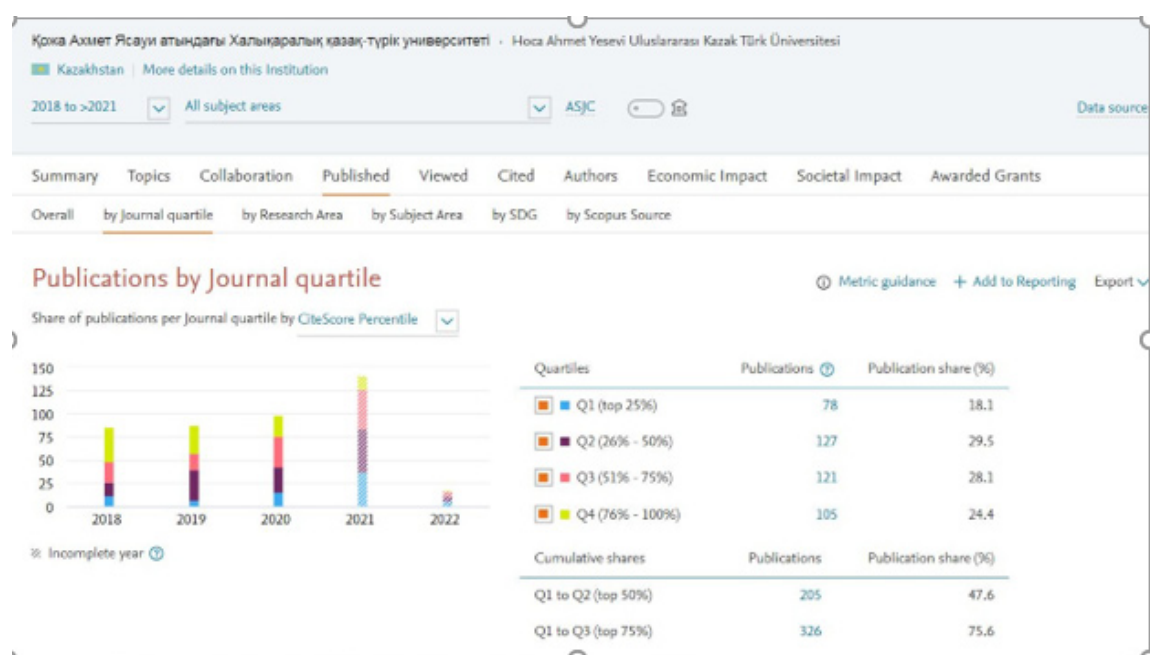 Қожа Ахмет Ясауи атындағы Халықаралық қазақ-түрік университеті · Hoca Ahmet Yesevi Uluslararası Kazak Türk Üniversitesi
Kazakhstan | More details on this Institution
2018 to >2021 All subject areas ASJC Data source
Summary Topics Collaboration Published Viewed Cited Authors Economic Impact Societal Impact Awarded Grants
Overall by Journal quartile by Research Area by Subject Area by SDG by Scopus Source
Publications by Journal quartile
Metric guidance + Add to Reporting Export
Share of publications per Journal quartile by CiteScore Percentile
150
125
100
75
50
25
0
2018 2019 2020 2021 2022
Incomplete year
Quartiles Publications Publication share (%)
Q1 (top 25%) 78 18.1
Q2 (26% - 50%) 127 29.5
Q3 (51% - 75%) 121 28.1
Q4 (76% - 100%) 105 24.4
Cumulative shares Publications Publication share (%)
Q1 to Q2 (top 50%) 205 47.6
Q1 to Q3 (top 75%) 326 75.6